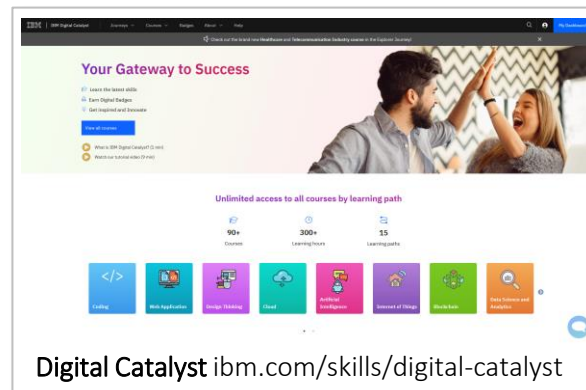 IBM | IBM Digital Catalyst Journeys Courses Badges About Help My Dashboard
Check out the brand new Healthcare and Telecommunication Industry course in the Explorer Journey!
Your Gateway to Success
Learn the latest skills
Earn Digital Badges
Get inspired and Innovate
View all courses
What is IBM Digital Catalyst? (1 min)
Watch our tutorial video (9 min)
Unlimited access to all courses by learning path
90+ 300+ 15
Courses Learning hours Learning paths
</>
Coding Web Application Design Thinking Cloud Artificial Intelligence Internet of Things Blockchain Data Science and Analytics
Digital Catalyst ibm.com/skills/digital-catalyst